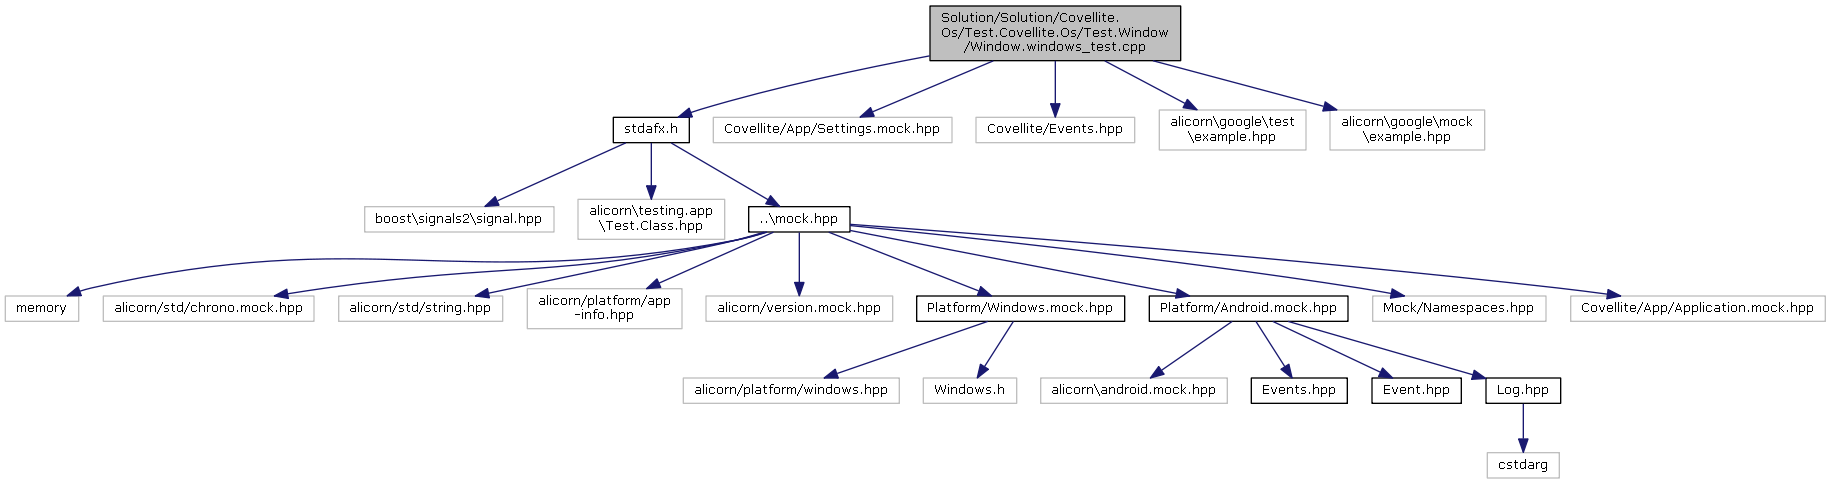 Solution/Solution/Covellite.
Os/Test.Covellite.Os/Test.Window
/Window.windows_test.cpp
stdafx.h
Covellite/App/Settings.mock.hpp
Covellite/Events.hpp
alicorn\google\test
\example.hpp
alicorn\google\mock
\example.hpp
boost\signals2\signal.hpp
alicorn\testing.app
\Test.Class.hpp
..\mock.hpp
memory
alicorn/std/chrono.mock.hpp
alicorn/std/string.hpp
alicorn/platform/app
-info.hpp
alicorn/version.mock.hpp
Platform/Windows.mock.hpp
Platform/Android.mock.hpp
Mock/Namespaces.hpp
Covellite/App/Application.mock.hpp
alicorn/platform/windows.hpp
Windows.h
alicorn\android.mock.hpp
Events.hpp
Event.hpp
Log.hpp
cstdarg